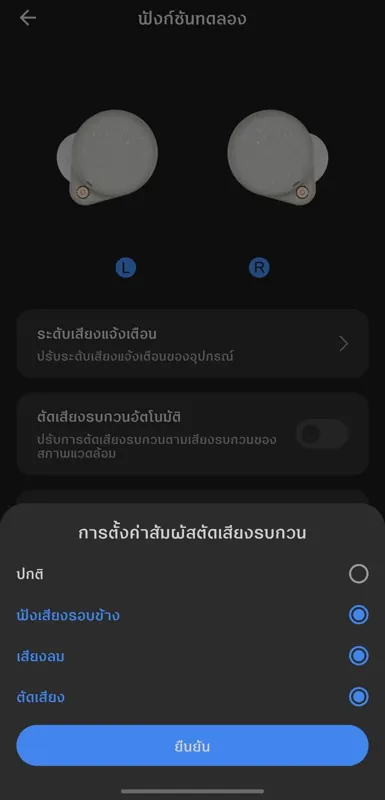 ฟังก์ชันทดลอง
L
R
ระดับเสียงแจ้งเตือน
ปรับระดับเสียงแจ้งเตือนของอุปกรณ์
ตัดเสียงรบกวนอัตโนมัติ
ปรับการตัดเสียงรบกวนตามเสียงรบกวนของ
สภาพแวดล้อม
การตั้งค่าสัมผัสตัดเสียงรบกวน
ปกติ
ฟังเสียงรอบข้าง
เสียงลม
ตัดเสียง
ยืนยัน